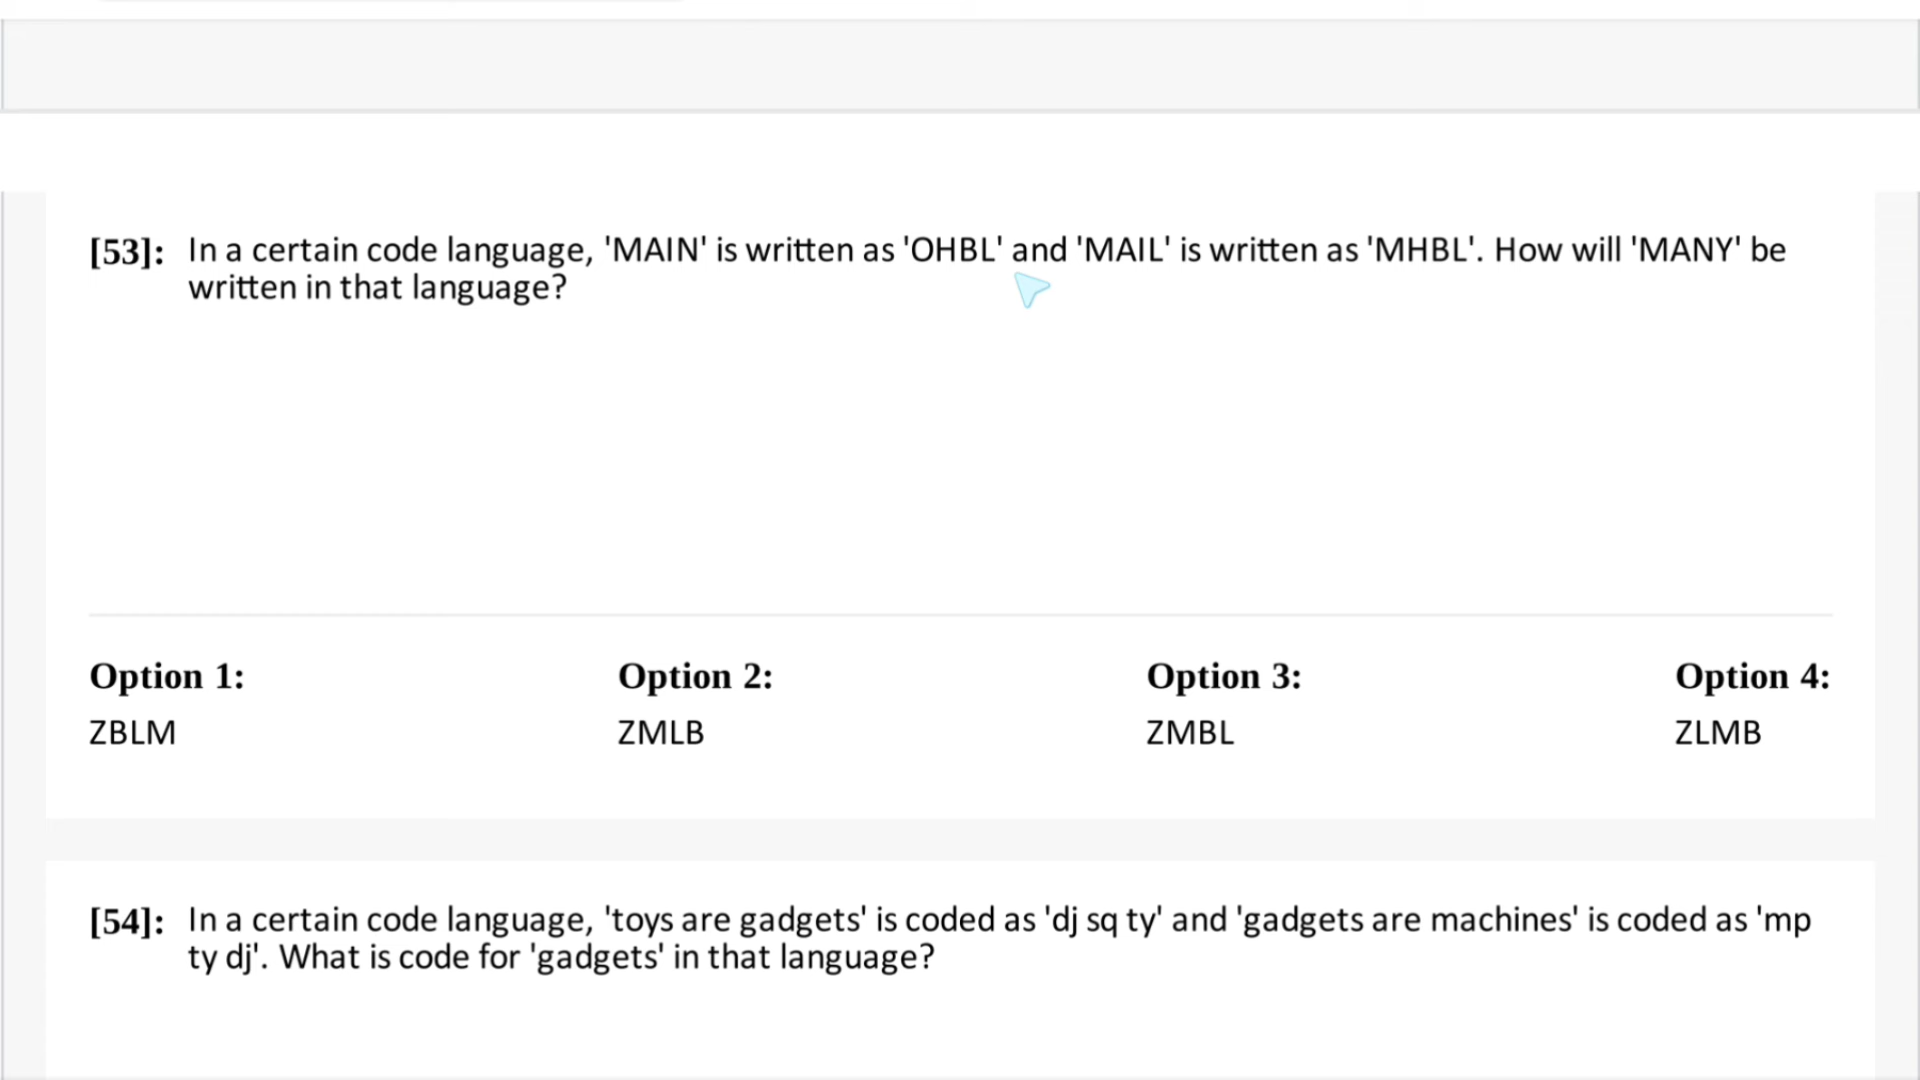 [53]: In a certain code language, 'MAIN' is written as 'OHBL' and 'MAIL' is written as 'MHBL'. How will 'MANY' be
written in that language?
Option 1: Option 2: Option 3: Option 4:
ZBLM ZMLB ZMBL ZLMB
[54]: In a certain code language, 'toys are gadgets' is coded as 'dj sq ty' and 'gadgets are machines' is coded as 'mp
ty dj'. What is code for 'gadgets' in that language?